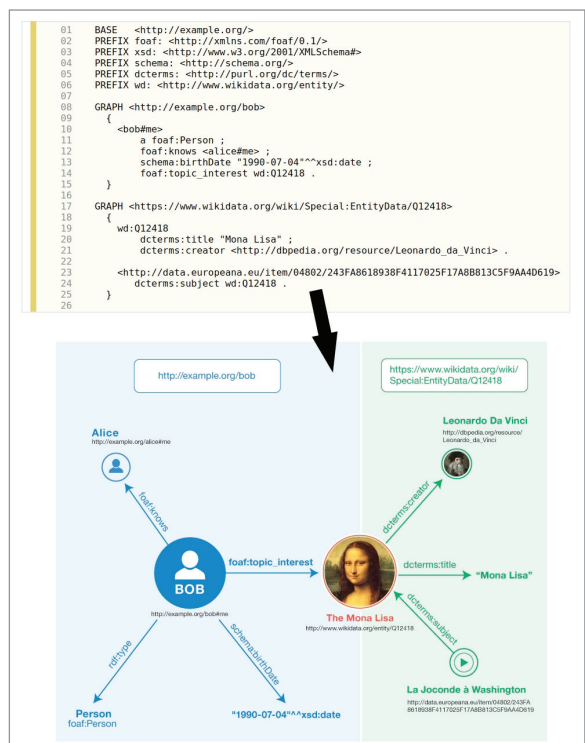 01 BASE <http://example.org/>
02 PREFIX foaf: <http://xmlns.com/foaf/0.1/>
03 PREFIX xsd: <http://www.w3.org/2001/XMLSchema#>
04 PREFIX schema: <http://schema.org/>
05 PREFIX dcterms: <http://purl.org/dc/terms/>
06 PREFIX wd: <http://www.wikidata.org/entity/>
07
08 GRAPH <http://example.org/bob>
09 {
10 <bob#me>
11 a foaf:Person ;
12 foaf:knows <alice#me> ;
13 schema:birthDate "1990-07-04"^^xsd:date ;
14 foaf:topic_interest wd:Q12418 .
15 }
16
17 GRAPH <https://www.wikidata.org/wiki/Special:EntityData/Q12418>
18 {
19 wd:Q12418
20 dcterms:title "Mona Lisa" ;
21 dcterms:creator <http://dbpedia.org/resource/Leonardo_da_Vinci> .
22
23 <http://data.europeana.eu/item/04802/243FA8618938F4117025F17A8B813C5F9AA4D619>
24 dcterms:subject wd:Q12418 .
25 }
26
http://example.org/bob
https://www.wikidata.org/wiki/
Special:EntityData/Q12418
Alice
http://example.org/alice#me
Leonardo Da Vinci
http://dbpedia.org/resource/
Leonardo_da_Vinci
foaf:knows
dcterms:creator
foaf:topic_interest
dcterms:title
"Mona Lisa"
BOB
http://example.org/bob#me
The Mona Lisa
http://www.wikidata.org/entity/Q12418
dcterms:subject
rdf:type
schema:birthDate
La Joconde à Washington
http://data.europeana.eu/item/04802/243FA
8618938F4117025F17A8B813C5F9AA4D619
Person
foaf:Person
"1990-07-04"^^xsd:date